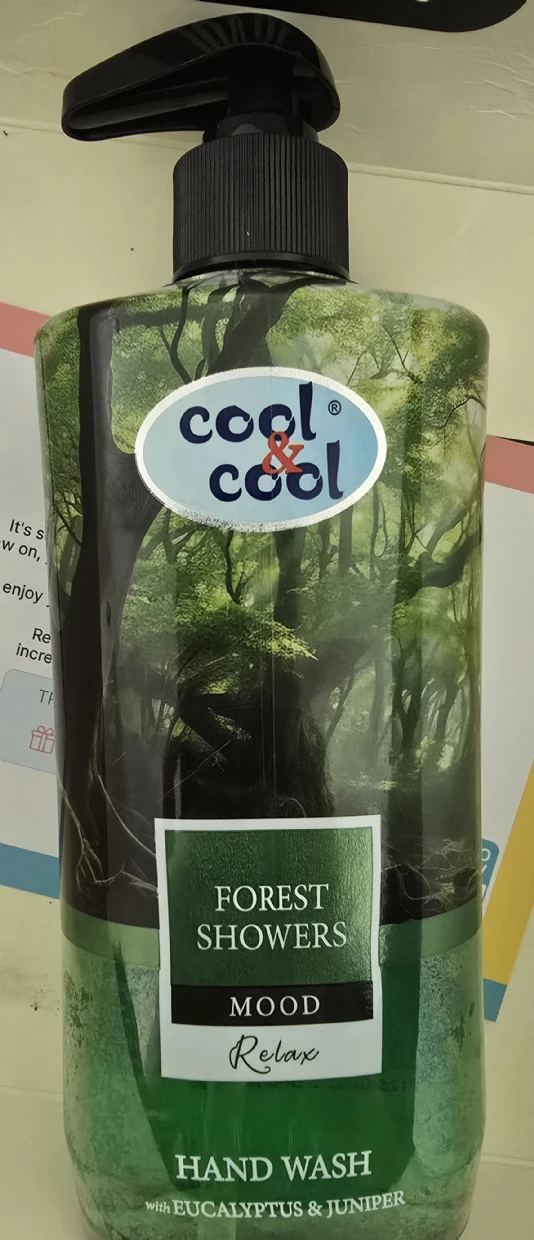 cool ®
&
cool
It's s
w on,
enjoy
Re
incre
FOREST
SHOWERS
MOOD
Relax
HAND WASH
with EUCALYPTUS & JUNIPER